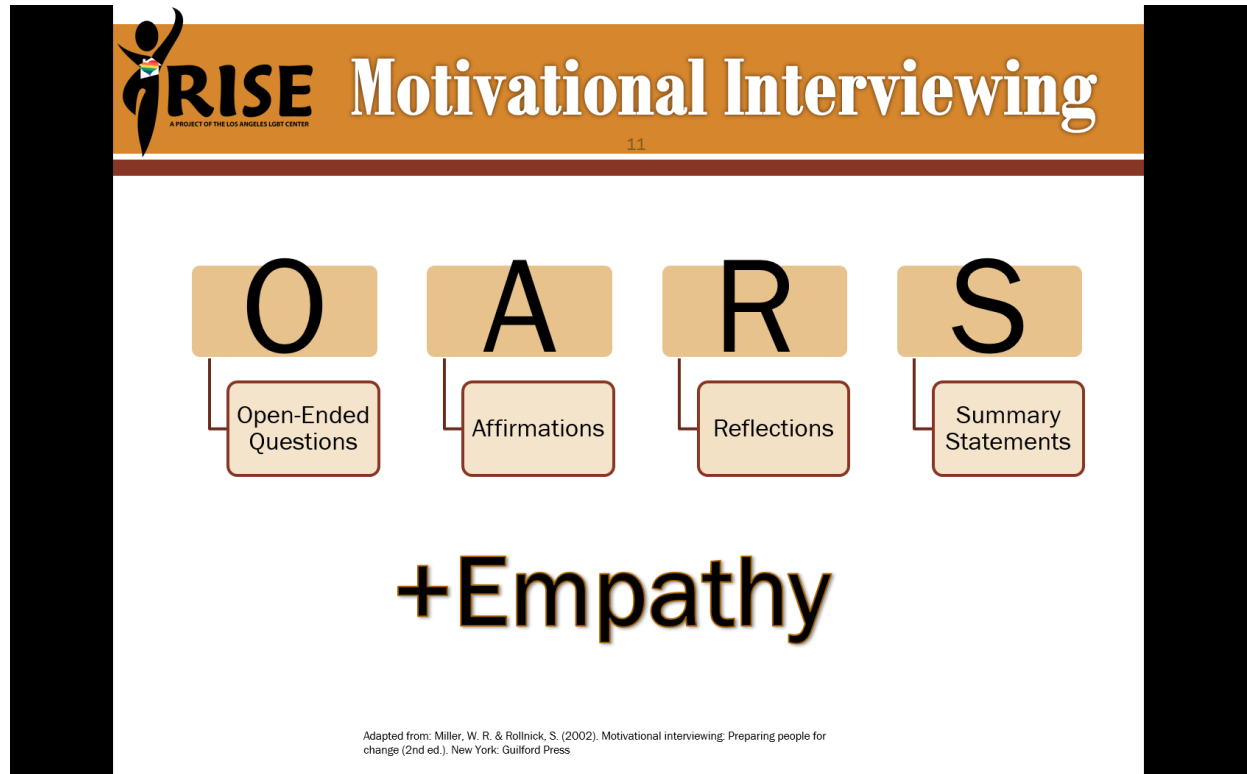 RISE
A PROJECT OF THE LOS ANGELES LGBT CENTER
Motivational Interviewing
11
O
Open-Ended
Questions
A
Affirmations
R
Reflections
S
Summary
Statements
+Empathy
Adapted from: Miller, W. R. & Rollnick, S. (2002). Motivational interviewing: Preparing people for
change (2nd ed.). New York: Guilford Press